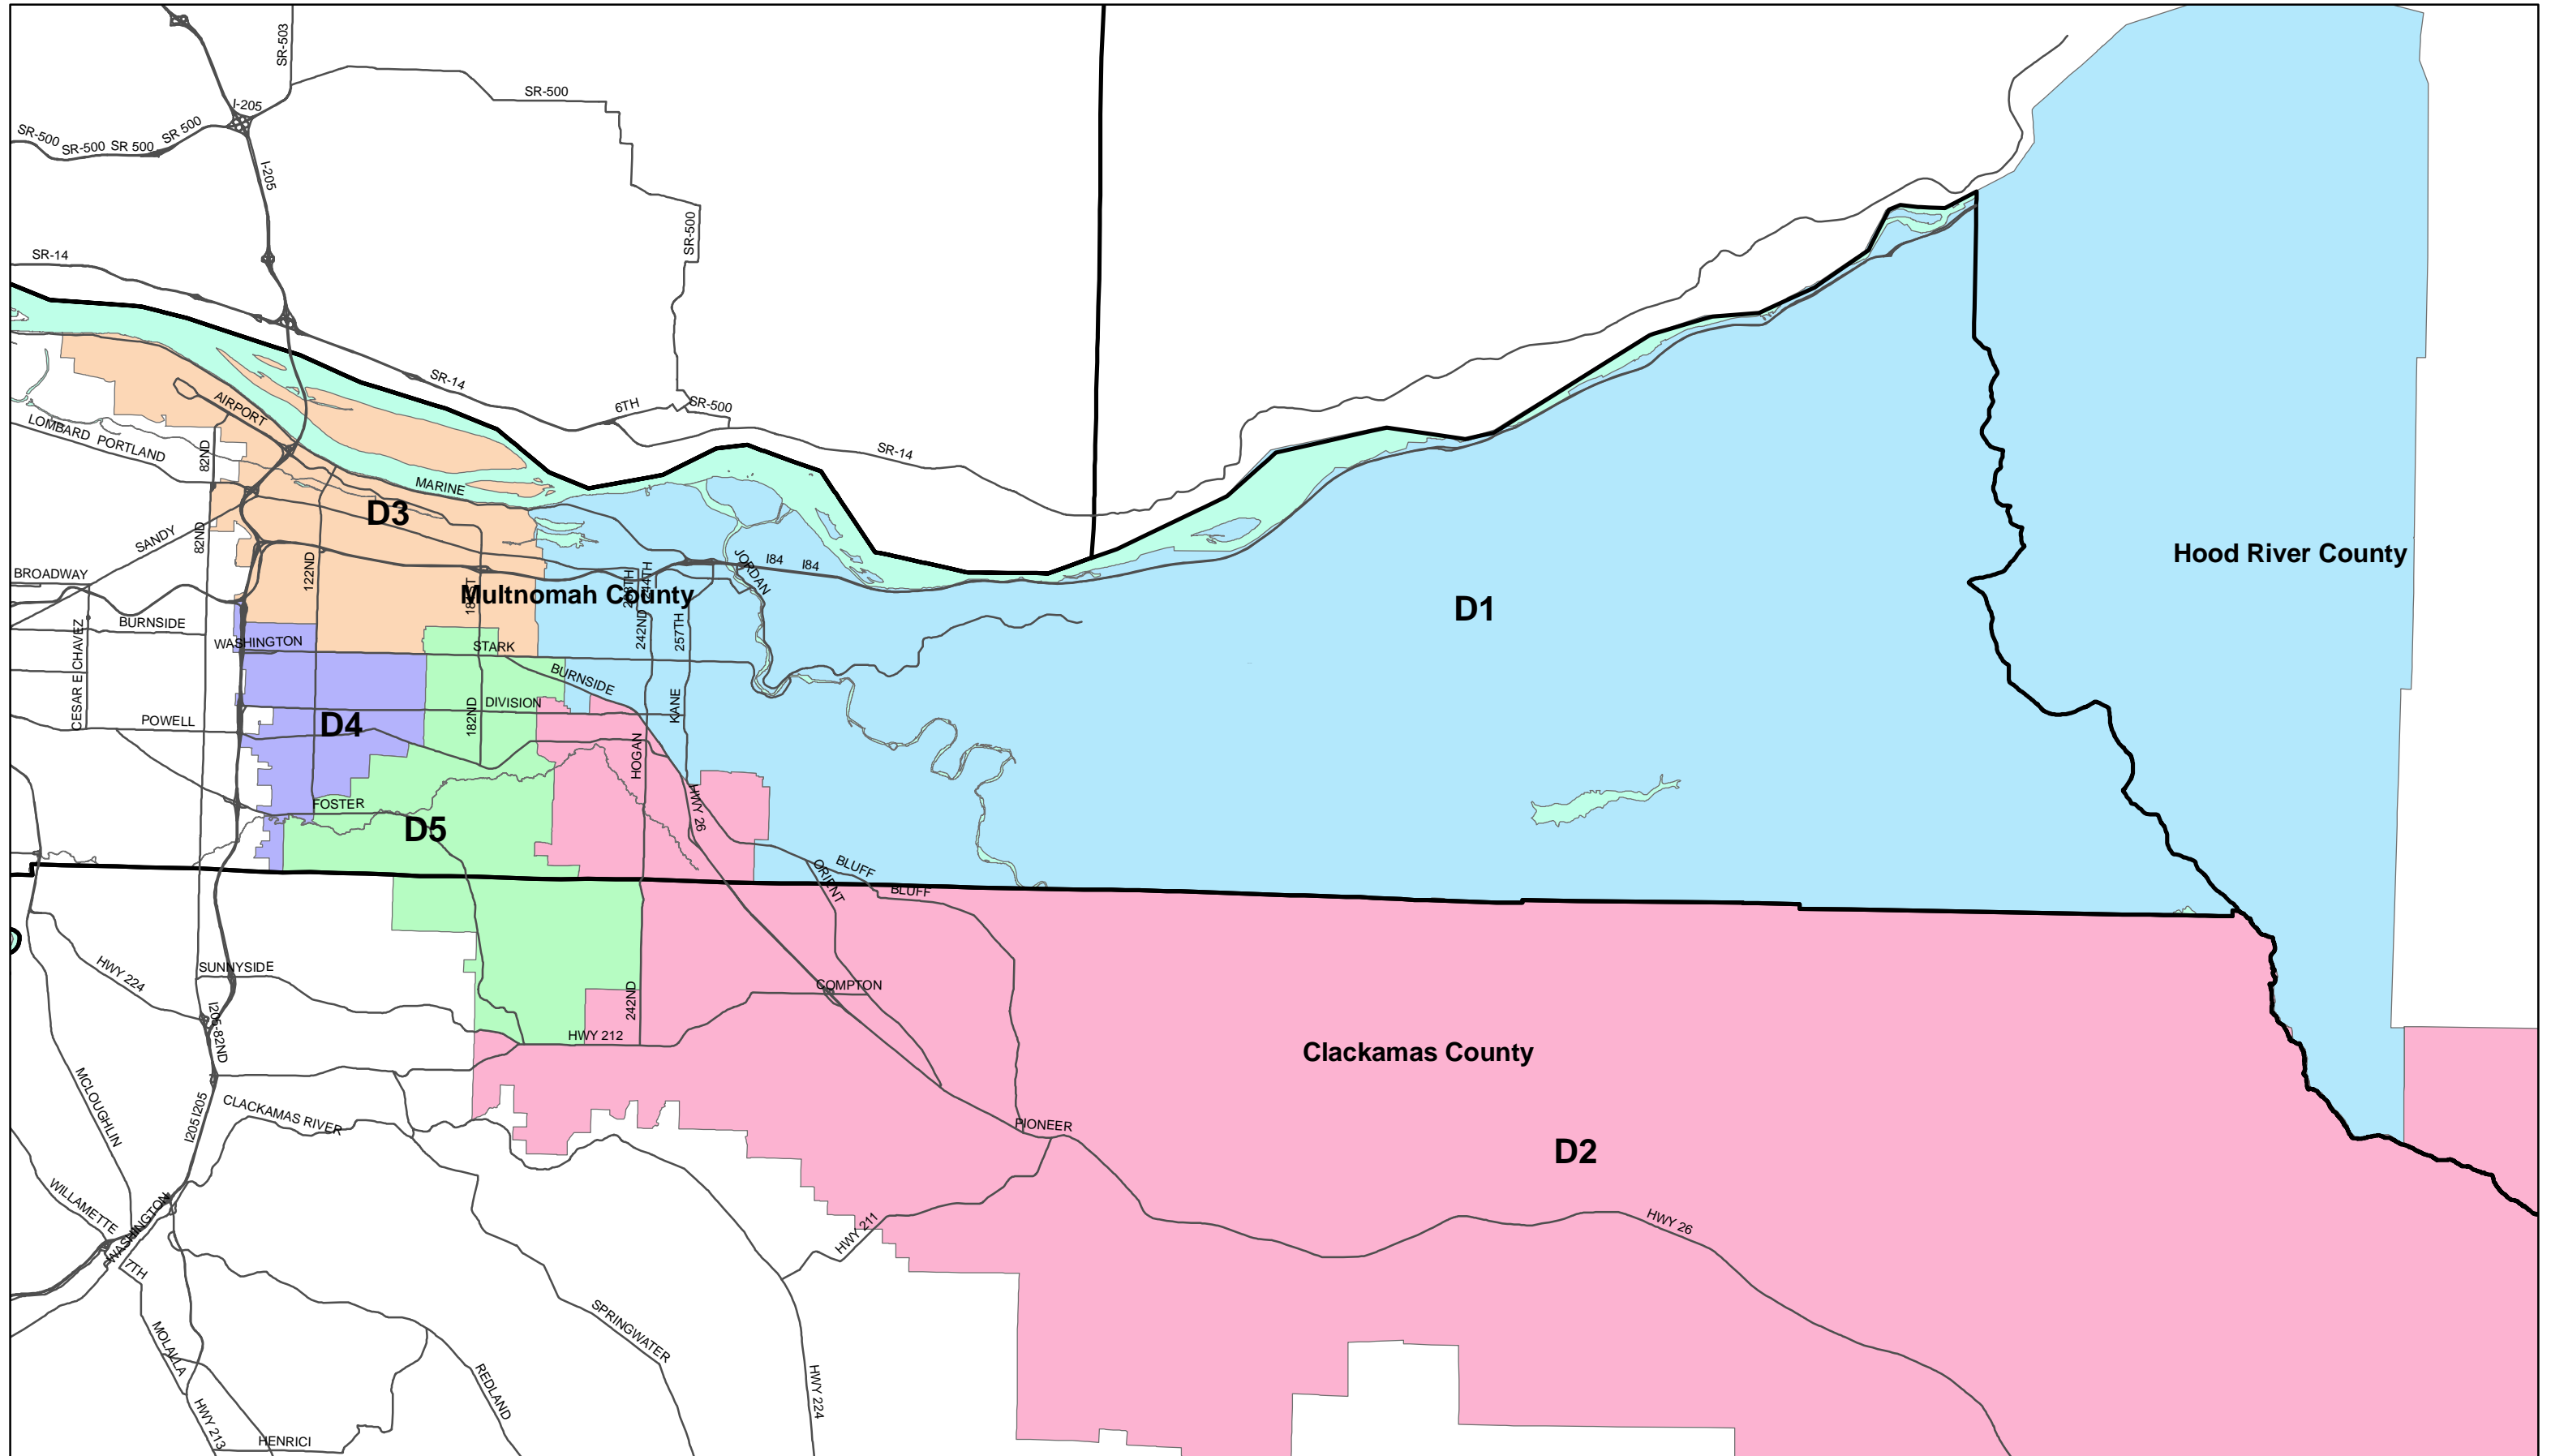 SR-503
SR-500
I-205
SR-500
SR-500 SR 500
SR 500
I-205
SR-500
SR-14
SR-14
6TH
SR-500
SR-14
AIRPORT
LOMBARD
PORTLAND
82ND
MARINE
D3
SANDY
82ND
122ND
Hood River County
JORDAN
I84
I84
BROADWAY
Multnomah County
D1
BURNSIDE
CESAR E CHAVEZ
WASHINGTON
STARK
242ND
257TH
BURNSIDE
DIVISION
KANE
POWELL
D4
182ND
HOGAN
FOSTER
HWY 26
D5
BLUFF
ORIENT
BLUFF
HWY 224
SUNNYSIDE
COMPTON
242ND
I205-82ND
HWY 212
Clackamas County
MCLOUGHLIN
I205 I205
CLACKAMAS RIVER
PIONEER
D2
WILLAMETTE
WASHINGTON
HWY 211
HWY 26
7TH
MOLALLA
SPRINGWATER
REDLAND
HWY 224
HWY 213
HENRICI